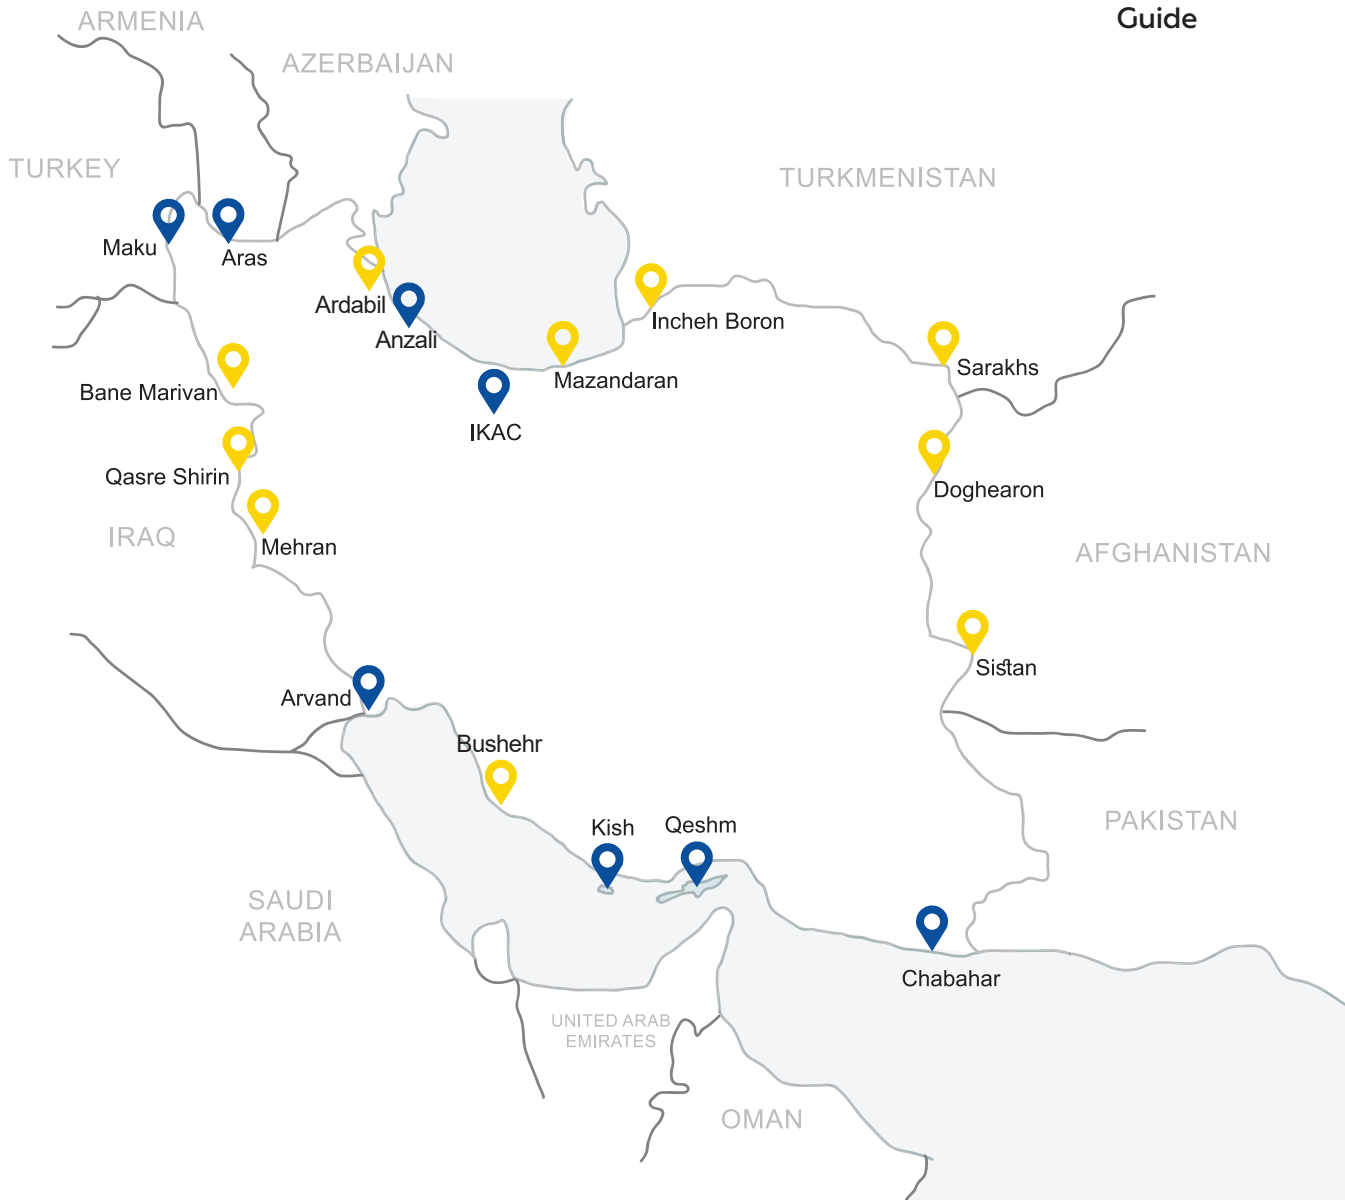 Guide
ARMENIA
AZERBAIJAN
TURKEY
TURKMENISTAN
Maku
Aras
Ardabil
Anzali
Incheh Boron
Mazandaran
Sarakhs
Bane Marivan
IKAC
Qasre Shirin
Doghearon
IRAQ
Mehran
AFGHANISTAN
Sistan
Arvand
Bushehr
Kish
Qeshm
PAKISTAN
SAUDI
ARABIA
Chabahar
UNITED ARAB
EMIRATES
OMAN